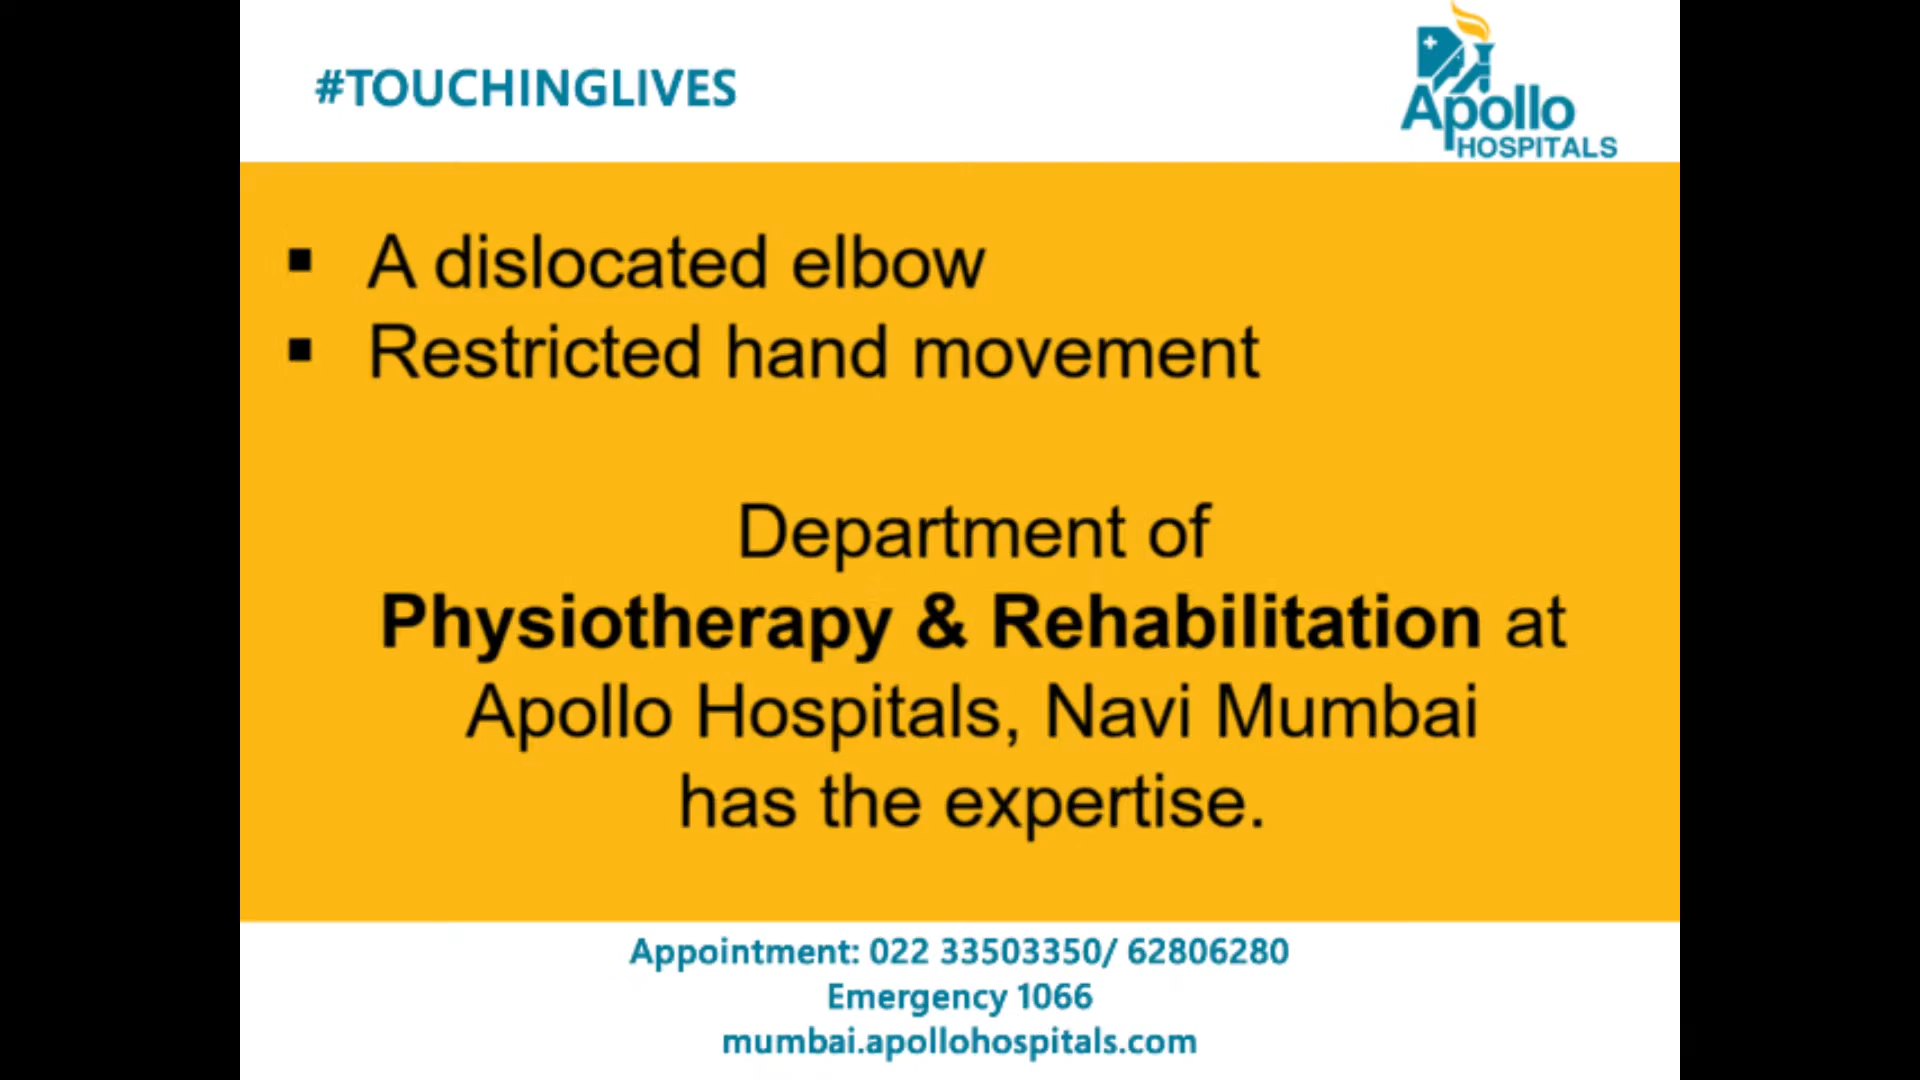 #TOUCHINGLIVES
Apollo
HOSPITALS
▪ A dislocated elbow
▪ Restricted hand movement
Department of
Physiotherapy & Rehabilitation at
Apollo Hospitals, Navi Mumbai
has the expertise.
Appointment: 022 33503350/ 62806280
Emergency 1066
mumbai.apollohospitals.com